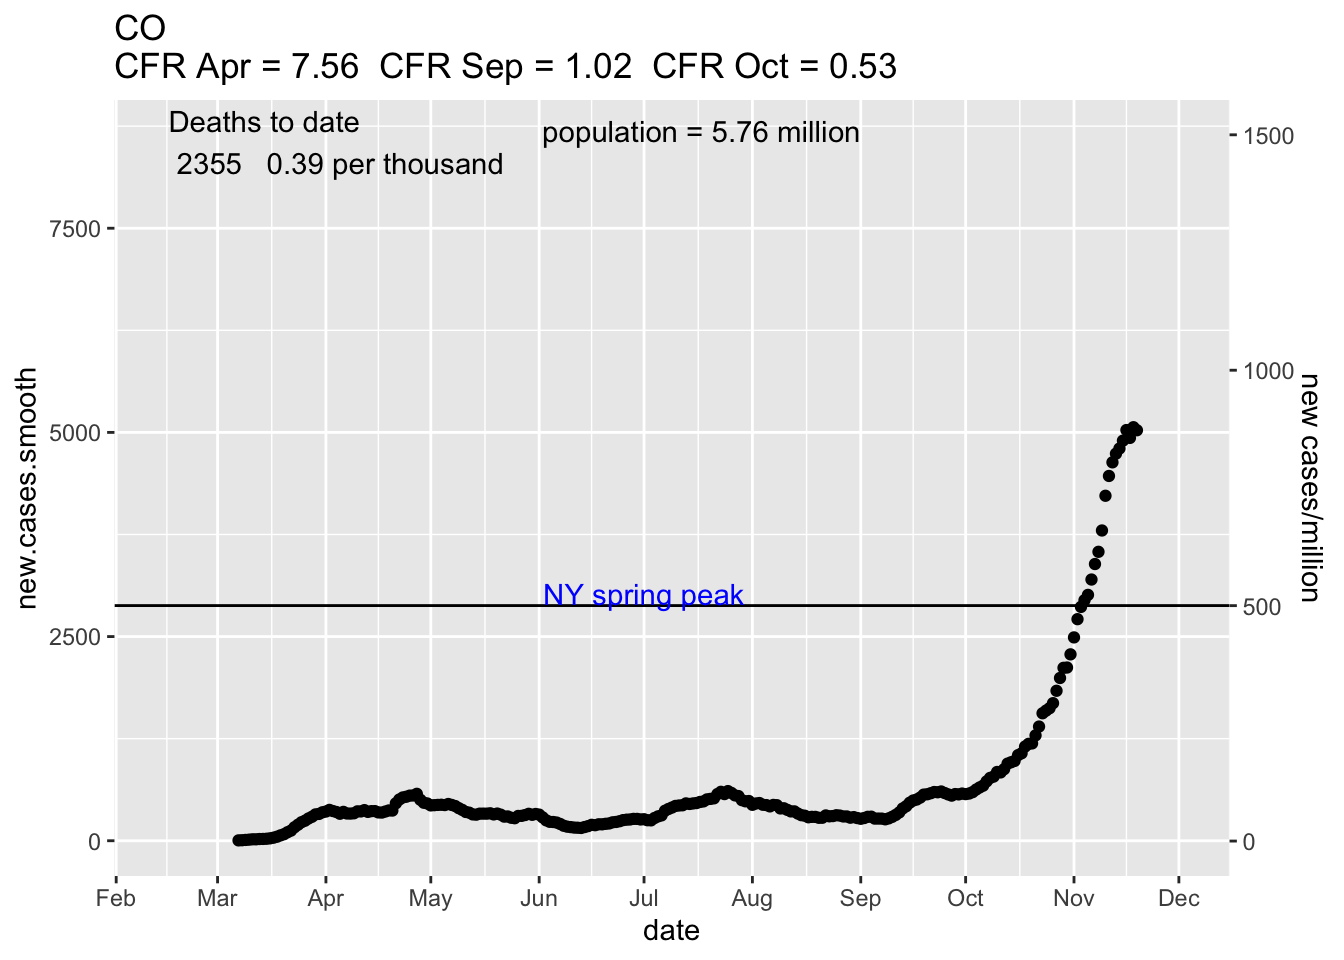 CO
CFR Apr = 7.56  CFR Sep = 1.02  CFR Oct = 0.53
Deaths to date
2355   0.39 per thousand
population = 5.76 million
1500
7500
1000
5000
new.cases.smooth
new cases/million
NY spring peak
500
2500
0
0
Feb Mar Apr May Jun Jul Aug Sep Oct Nov Dec
date